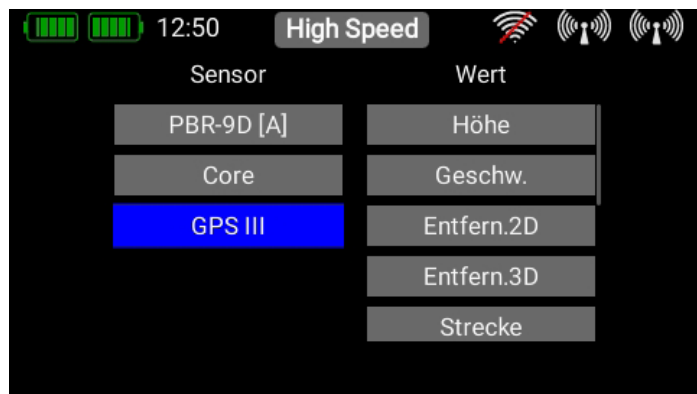 12:50 High Speed
Sensor Wert
PBR-9D [A] Höhe
Core Geschw.
GPS III Entfern.2D
Entfern.3D
Strecke